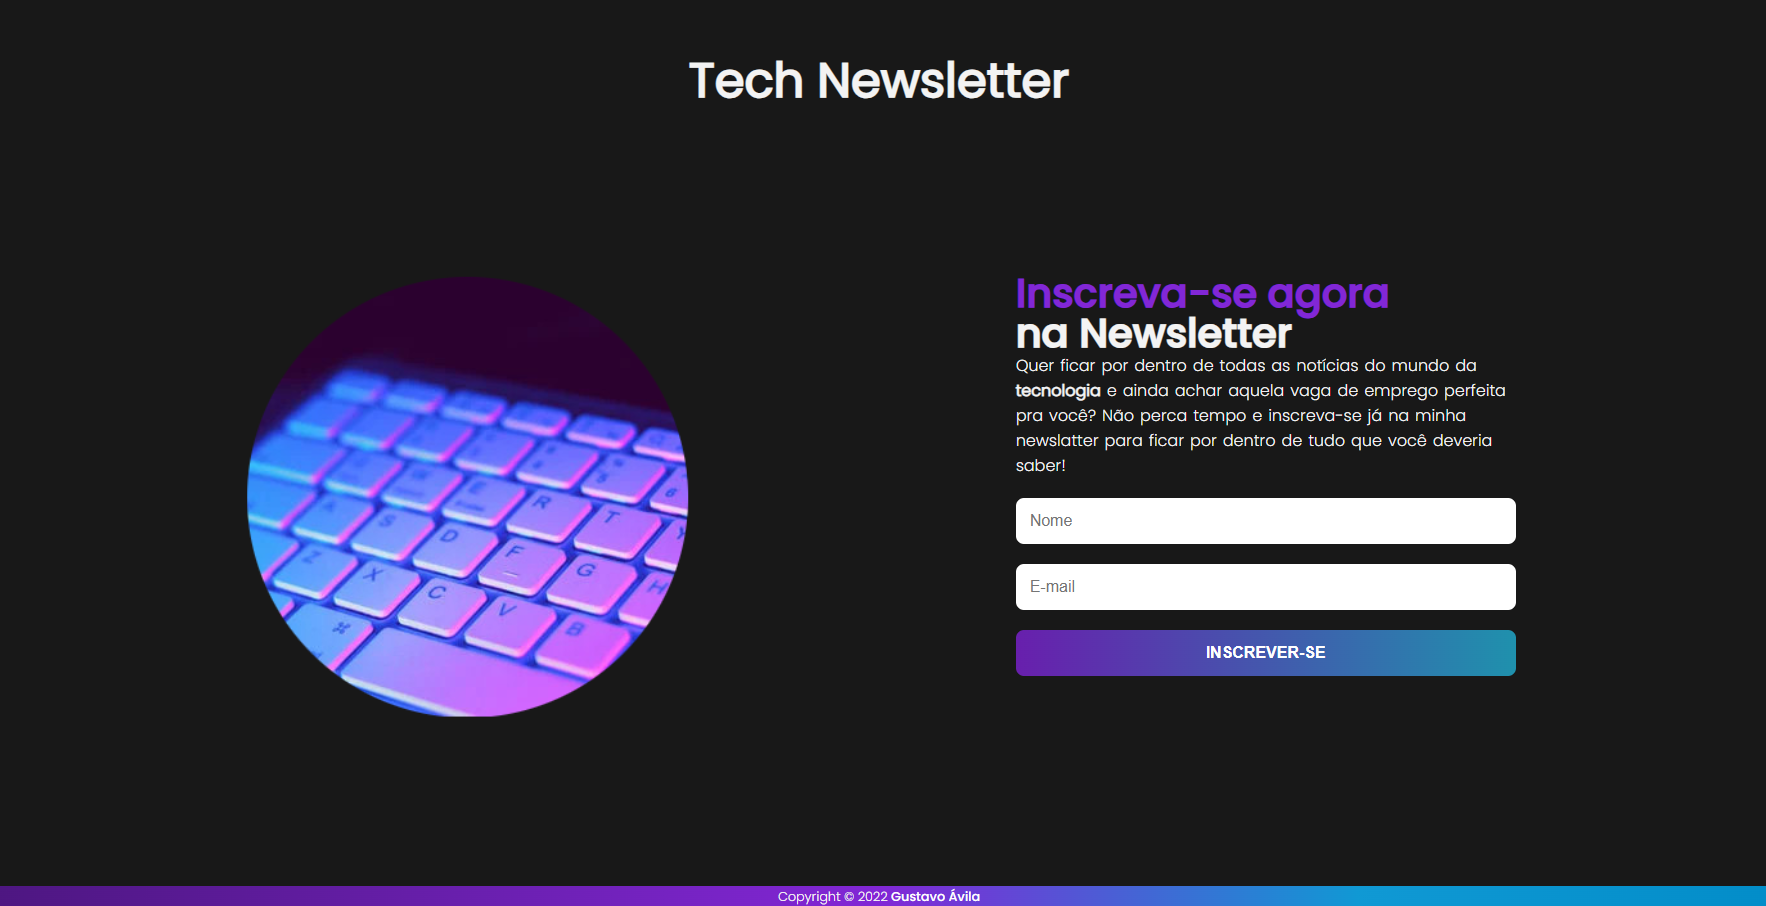 Tech Newsletter
Inscreva-se agora
na Newsletter
Quer ficar por dentro de todas as notícias do mundo da
tecnologia e ainda achar aquela vaga de emprego perfeita
pra você? Não perca tempo e inscreva-se já na minha
newslatter para ficar por dentro de tudo que você deveria
saber!
Nome
E-mail
INSCREVER-SE
E R T Y
A S D F G H
Z X C V B
Copyright © 2022 Gustavo Ávila